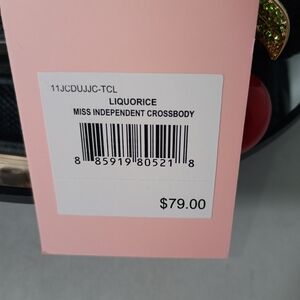 11JCDUJJC-TCL
LIQUORICE
MISS INDEPENDENT CROSSBODY
8 85919 80521 8
$79.00